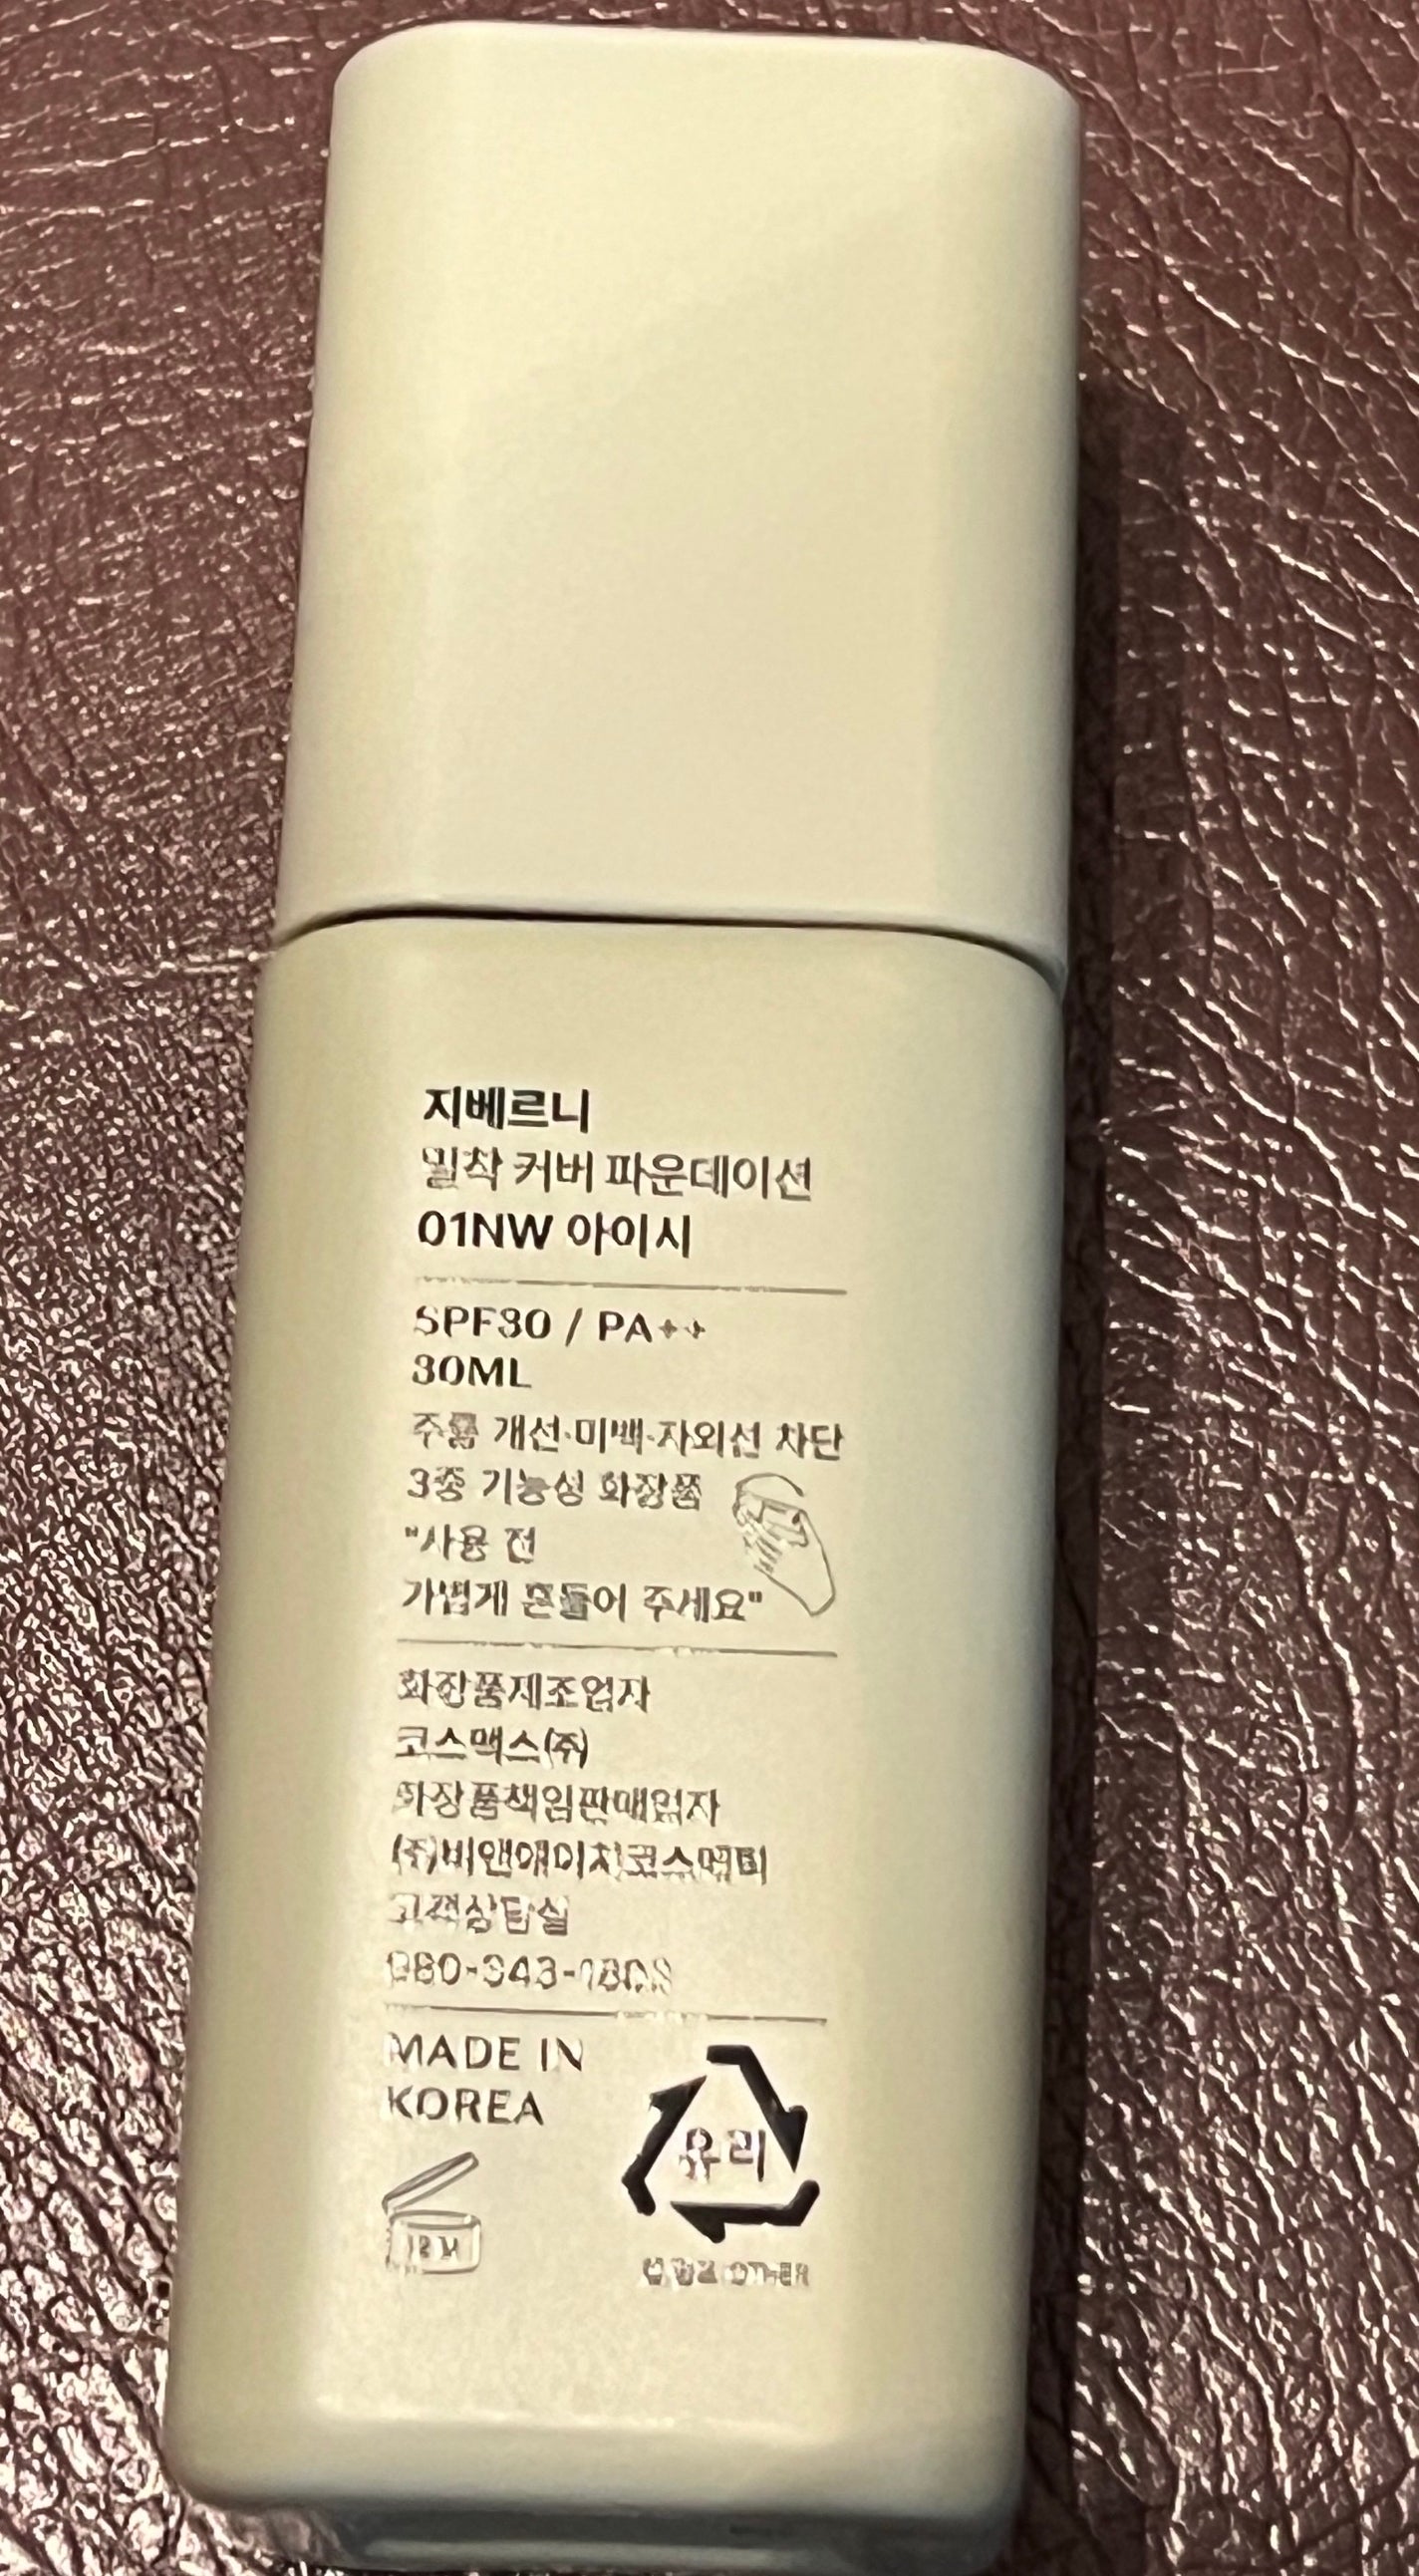 지베르니
밀착 커버 파운데이션
01NW 아이시
SPF30 / PA++
30ML
주름 개선·미백·자외선 차단
3종 기능성 화장품
"사용 전
가볍게 흔들어 주세요"
화장품제조업자
코스맥스(주)
화장품책임판매업자
(주)비앤에이치코스메틱
고객상담실
MADE IN
KOREA
유리